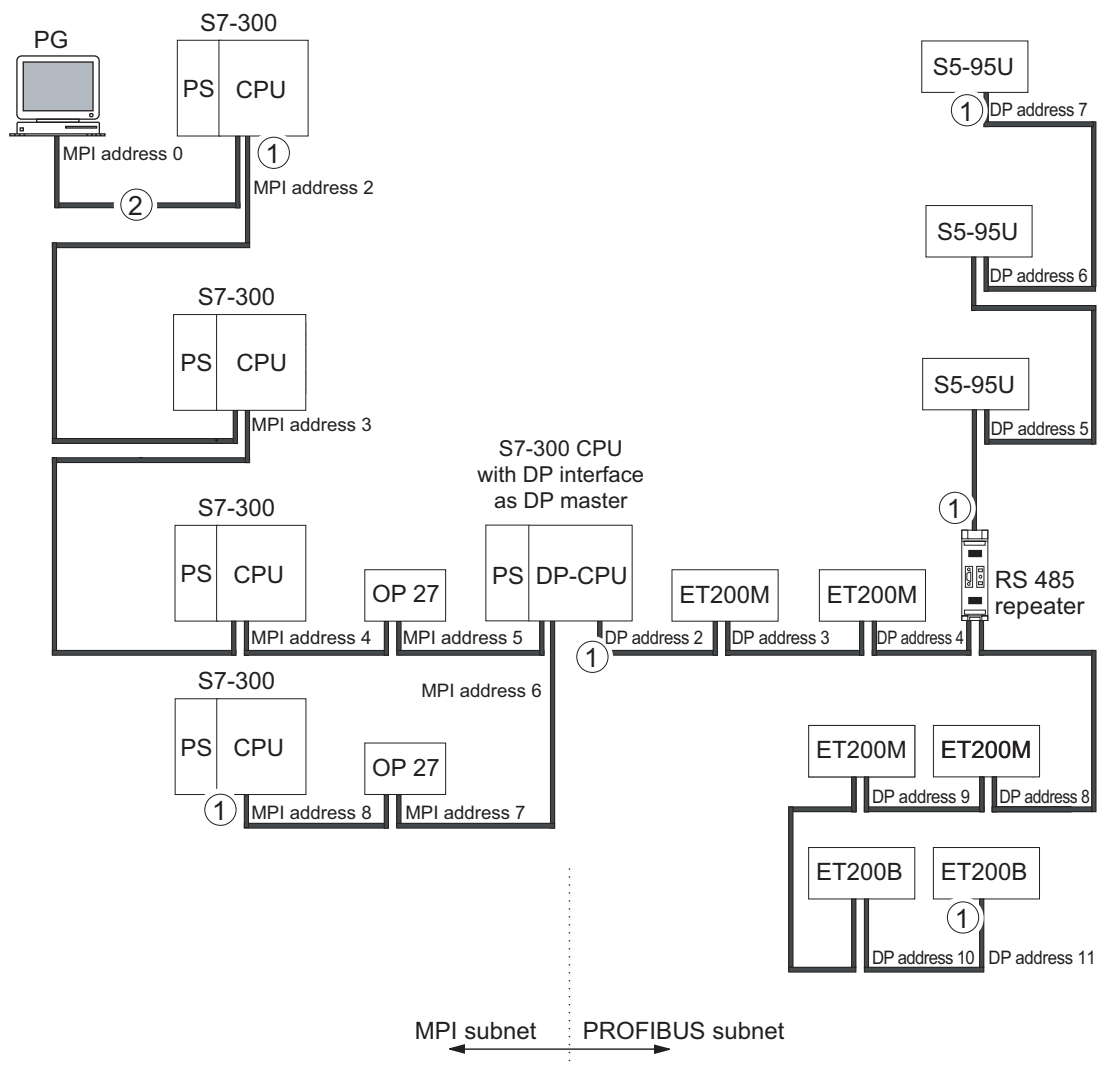 PG
S7-300
PS
CPU
①
MPI address 0
MPI address 2
②
S7-300
PS
CPU
MPI address 3
S7-300
PS
CPU
MPI address 4
OP 27
MPI address 5
S7-300 CPU
with DP interface
as DP master
PS
DP-CPU
①
DP address 2
MPI address 6
S7-300
PS
CPU
①
MPI address 8
OP 27
MPI address 7
ET200M
DP address 3
ET200M
DP address 4
S5-95U
①
DP address 7
S5-95U
DP address 6
S5-95U
DP address 5
①
RS 485
repeater
ET200M
DP address 9
ET200M
DP address 8
ET200B
DP address 10
ET200B
①
DP address 11
MPI subnet
PROFIBUS subnet